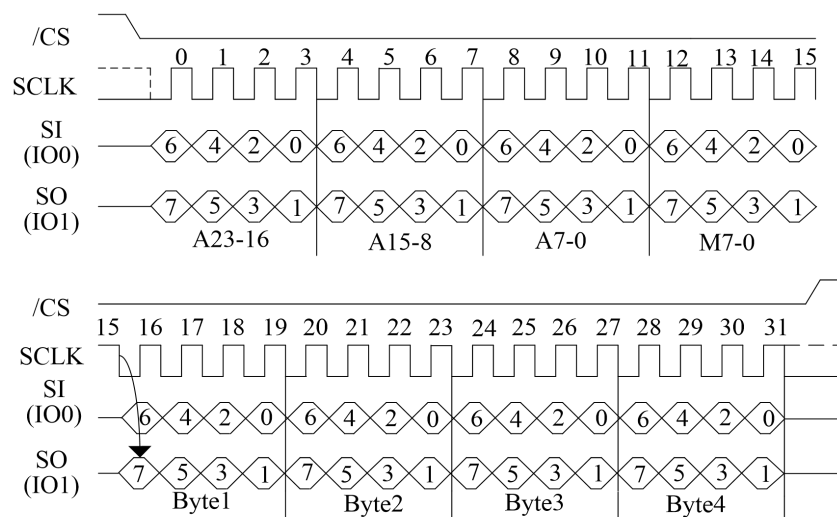 /CS
0 1 2 3 4 5 6 7 8 9 10 11 12 13 14 15
SCLK
SI
(IO0)
6 4 2 0 6 4 2 0 6 4 2 0 6 4 2 0
SO
(IO1)
7 5 3 1 7 5 3 1 7 5 3 1 7 5 3 1
A23-16 A15-8 A7-0 M7-0
/CS
15 16 17 18 19 20 21 22 23 24 25 26 27 28 29 30 31
SCLK
SI
(IO0)
6 4 2 0 6 4 2 0 6 4 2 0 6 4 2 0
SO
(IO1)
7 5 3 1 7 5 3 1 7 5 3 1 7 5 3 1
Byte1 Byte2 Byte3 Byte4